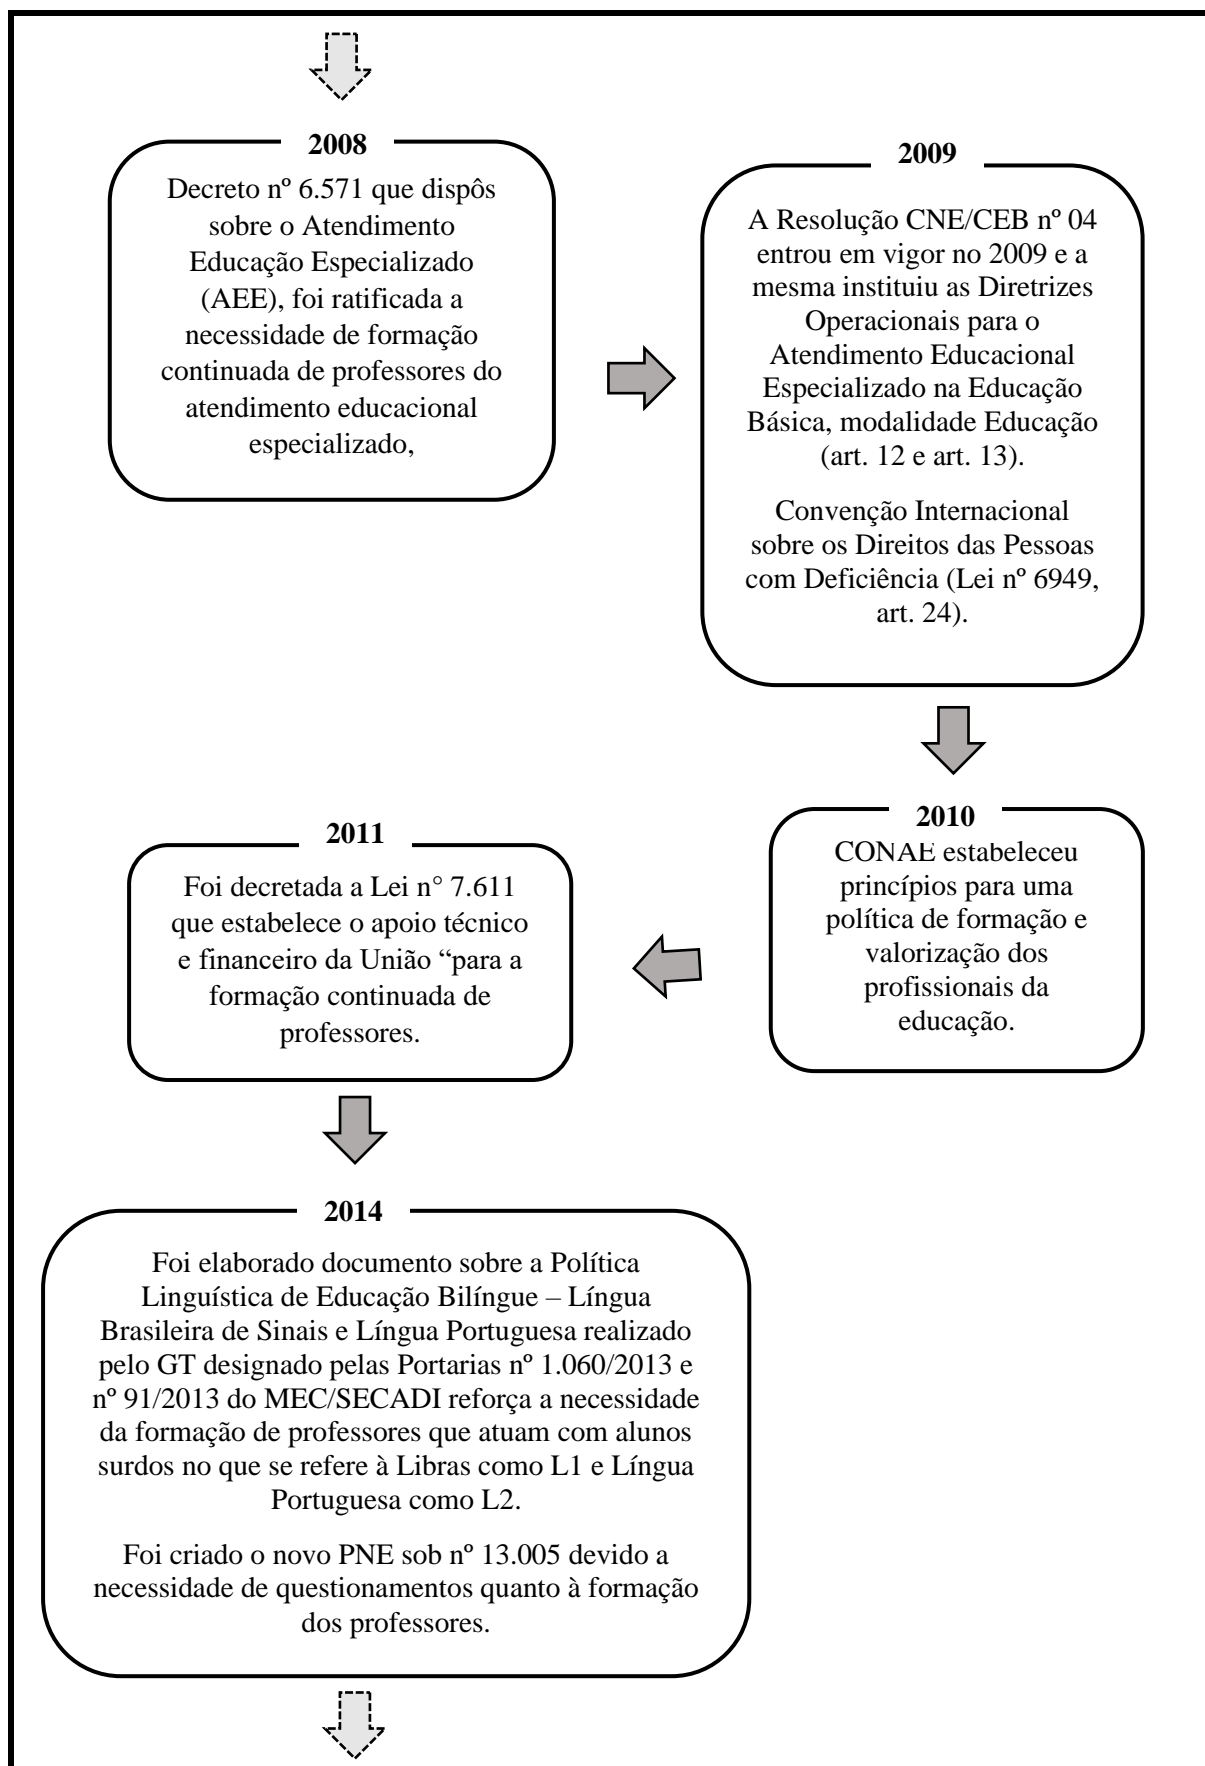 2008
Decreto nº 6.571 que dispôs
sobre o Atendimento
Educação Especializado
(AEE), foi ratificada a
necessidade de formação
continuada de professores do
atendimento educacional
especializado,
2009
A Resolução CNE/CEB nº 04
entrou em vigor no 2009 e a
mesma instituiu as Diretrizes
Operacionais para o
Atendimento Educacional
Especializado na Educação
Básica, modalidade Educação
(art. 12 e art. 13).
Convenção Internacional
sobre os Direitos das Pessoas
com Deficiência (Lei nº 6949,
art. 24).
2010
CONAE estabeleceu
princípios para uma
política de formação e
valorização dos
profissionais da
educação.
2011
Foi decretada a Lei n° 7.611
que estabelece o apoio técnico
e financeiro da União “para a
formação continuada de
professores.
2014
Foi elaborado documento sobre a Política
Linguística de Educação Bilíngue – Língua
Brasileira de Sinais e Língua Portuguesa realizado
pelo GT designado pelas Portarias nº 1.060/2013 e
nº 91/2013 do MEC/SECADI reforça a necessidade
da formação de professores que atuam com alunos
surdos no que se refere à Libras como L1 e Língua
Portuguesa como L2.
Foi criado o novo PNE sob nº 13.005 devido a
necessidade de questionamentos quanto à formação
dos professores.